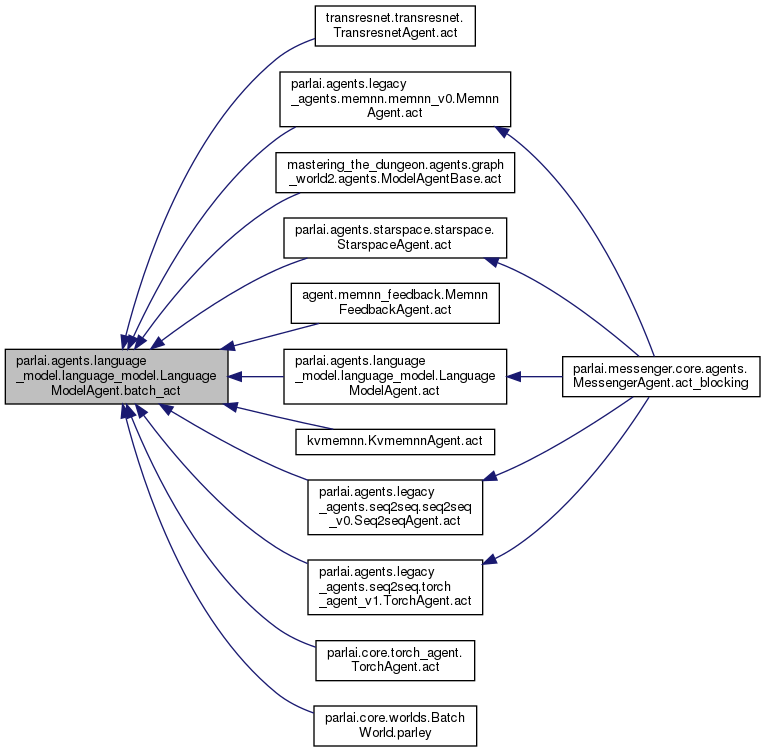 transresnet.transresnet.
TransresnetAgent.act
parlai.agents.legacy
_agents.memnn.memnn_v0.Memnn
Agent.act
mastering_the_dungeon.agents.graph
_world2.agents.ModelAgentBase.act
parlai.agents.starspace.starspace.
StarspaceAgent.act
agent.memnn_feedback.Memnn
FeedbackAgent.act
parlai.agents.language
_model.language_model.Language
ModelAgent.batch_act
parlai.agents.language
_model.language_model.Language
ModelAgent.act
parlai.messenger.core.agents.
MessengerAgent.act_blocking
kvmemnn.KvmemnnAgent.act
parlai.agents.legacy
_agents.seq2seq.seq2seq
_v0.Seq2seqAgent.act
parlai.agents.legacy
_agents.seq2seq.torch
_agent_v1.TorchAgent.act
parlai.core.torch_agent.
TorchAgent.act
parlai.core.worlds.Batch
World.parley